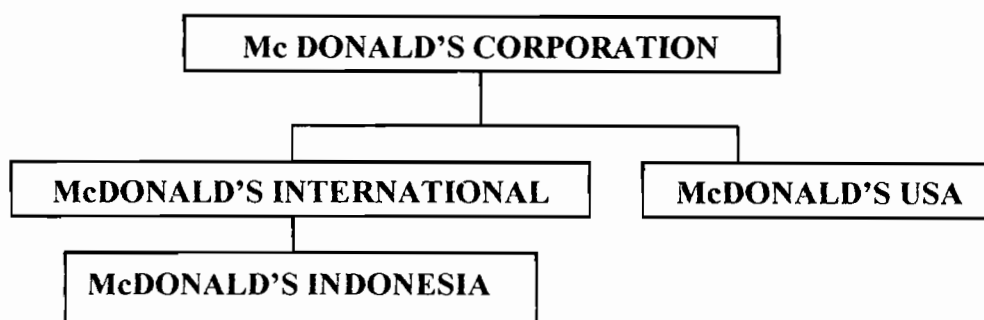 Mc DONALD'S CORPORATION
McDONALD'S INTERNATIONAL
McDONALD'S USA
McDONALD'S INDONESIA